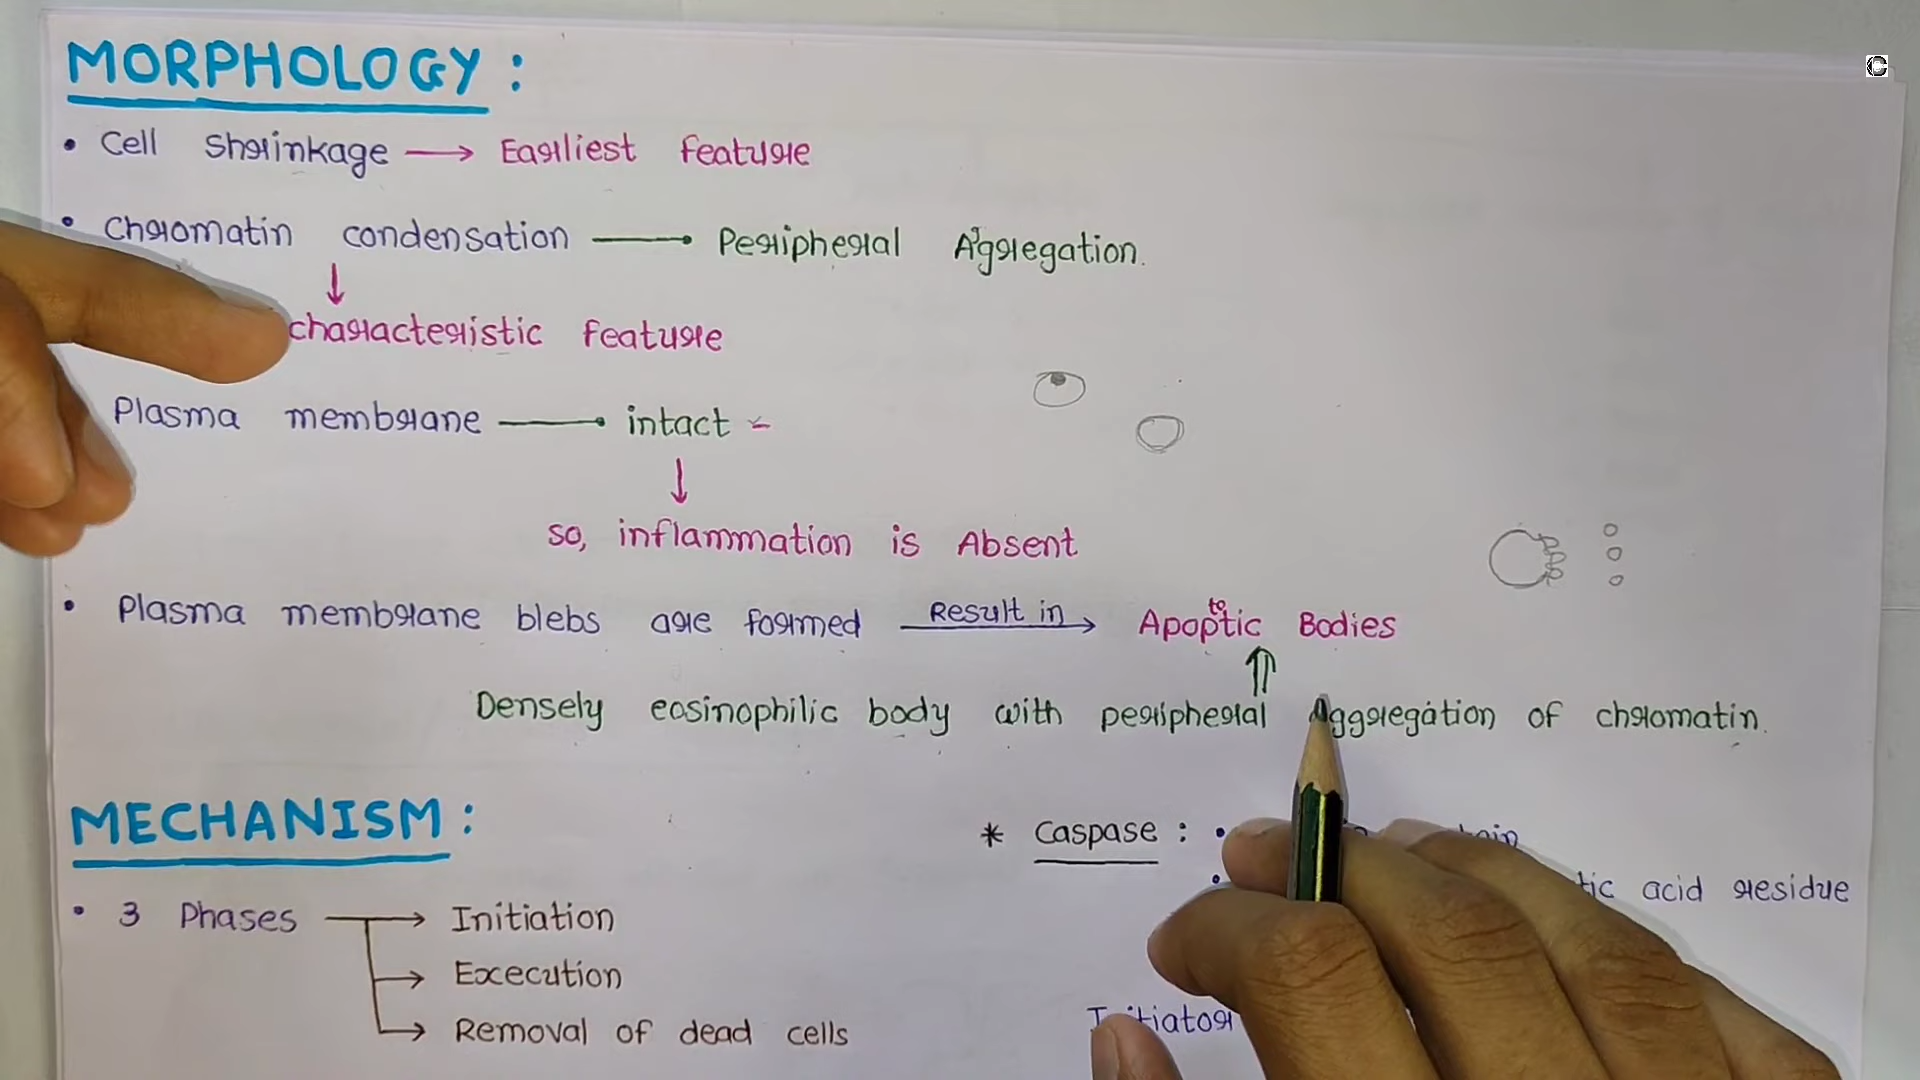 MORPHOLOGY :
• Cell Shrinkage → Earliest feature
• Chromatin condensation → Peripheral Aggregation.
↓
characteristic feature
Plasma membrane → intact
↓
so, inflammation is Absent
• Plasma membrane blebs are formed Result in → Apoptotic Bodies
⇑
Densely eosinophilic body with peripheral Aggregation of chromatin.
MECHANISM :
* Caspase : •
• acid residue
• 3 Phases → Initiation
→ Execution
→ Removal of dead cells
Initiator